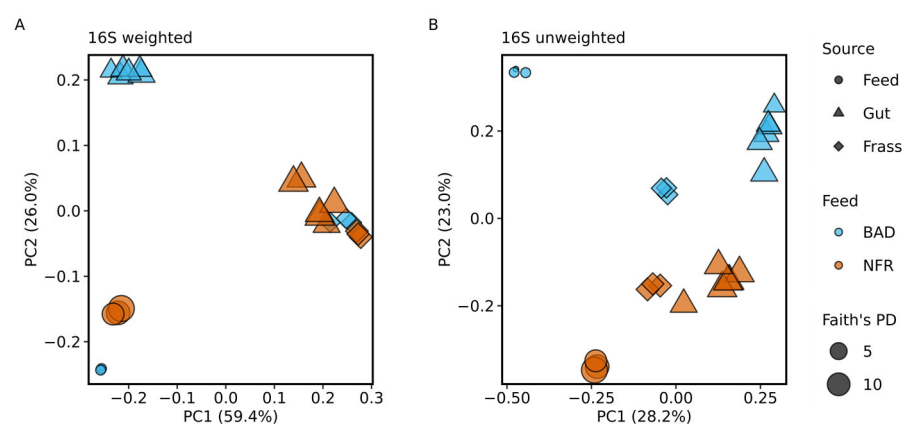 A
16S weighted
0.2
0.1
0.0
−0.1
−0.2
PC2 (26.0%)
−0.2 −0.1 0.0 0.1 0.2 0.3
PC1 (59.4%)
B
16S unweighted
0.2
0.0
−0.2
PC2 (23.0%)
−0.50 −0.25 0.00 0.25
PC1 (28.2%)
Source
Feed
Gut
Frass
Feed
BAD
NFR
Faith's PD
5
10